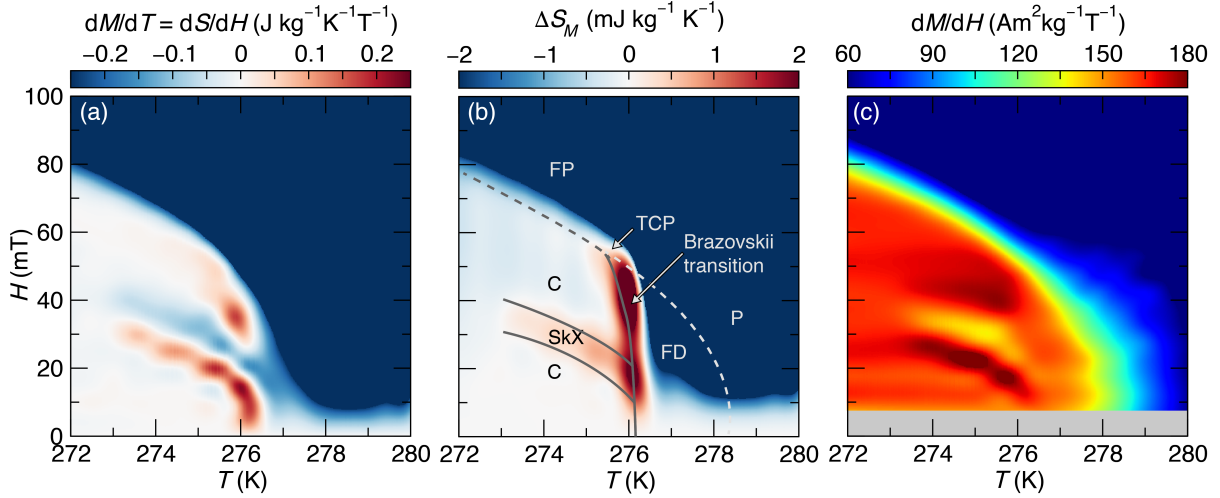 dM/dT = dS/dH (J kg⁻¹K⁻¹T⁻¹)
−0.2 −0.1 0 0.1 0.2
(a)
100
80
60
40
20
0
H (mT)
272 274 276 278 280
T (K)
ΔS_M (mJ kg⁻¹ K⁻¹)
−2 −1 0 1 2
(b)
FP
TCP
Brazovskii
transition
C
P
SkX
FD
C
272 274 276 278 280
T (K)
dM/dH (Am²kg⁻¹T⁻¹)
60 90 120 150 180
(c)
272 274 276 278 280
T (K)